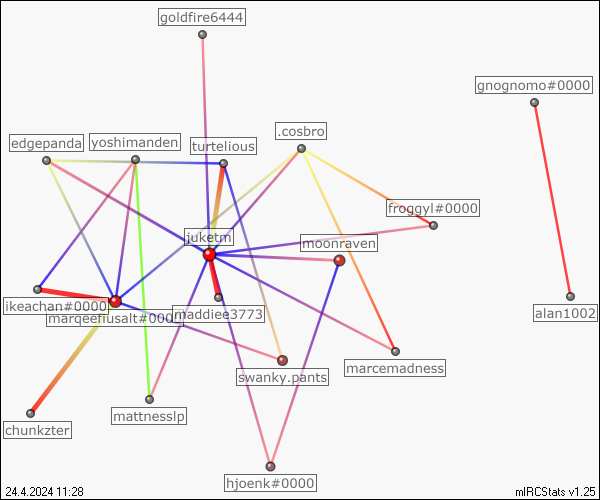 goldfire6444
gnognomo#0000
edgepanda
yoshimanden
turtelious
.cosbro
froggyl#0000
juketm
moonraven
ikeachan#0000
marqeefiusalt#0000
maddiee3773
alan1002
swanky.pants
marcemadness
mattnesslp
chunkzter
hjoenk#0000
24.4.2024 11:28
mIRCStats v1.25